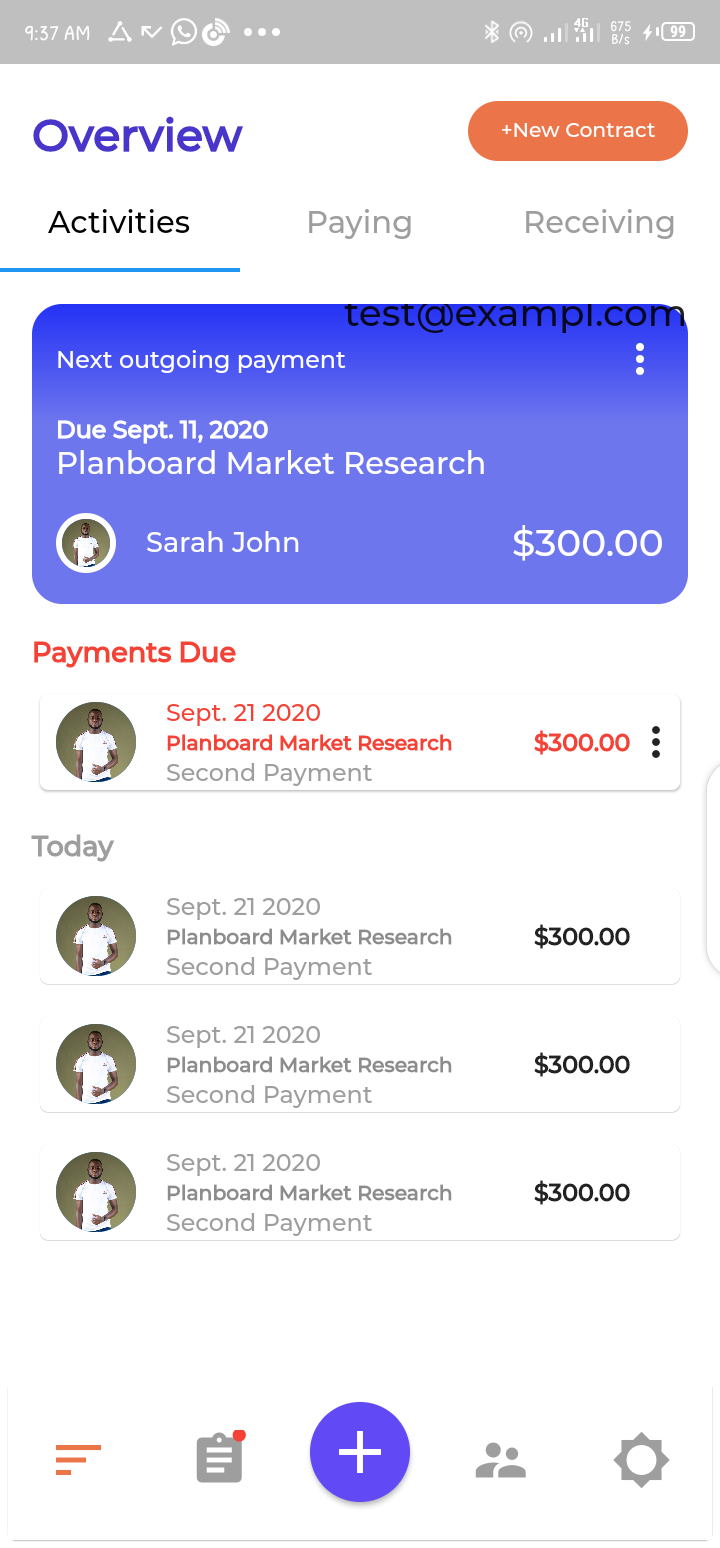 9:37 AM
4G
675
B/s
99
Overview
+New Contract
Activities
Paying
Receiving
test@exampl.com
Next outgoing payment
Due Sept. 11, 2020
Planboard Market Research
Sarah John
$300.00
Payments Due
Sept. 21 2020
Planboard Market Research
$300.00
Second Payment
Today
Sept. 21 2020
Planboard Market Research
$300.00
Second Payment
Sept. 21 2020
Planboard Market Research
$300.00
Second Payment
Sept. 21 2020
Planboard Market Research
$300.00
Second Payment